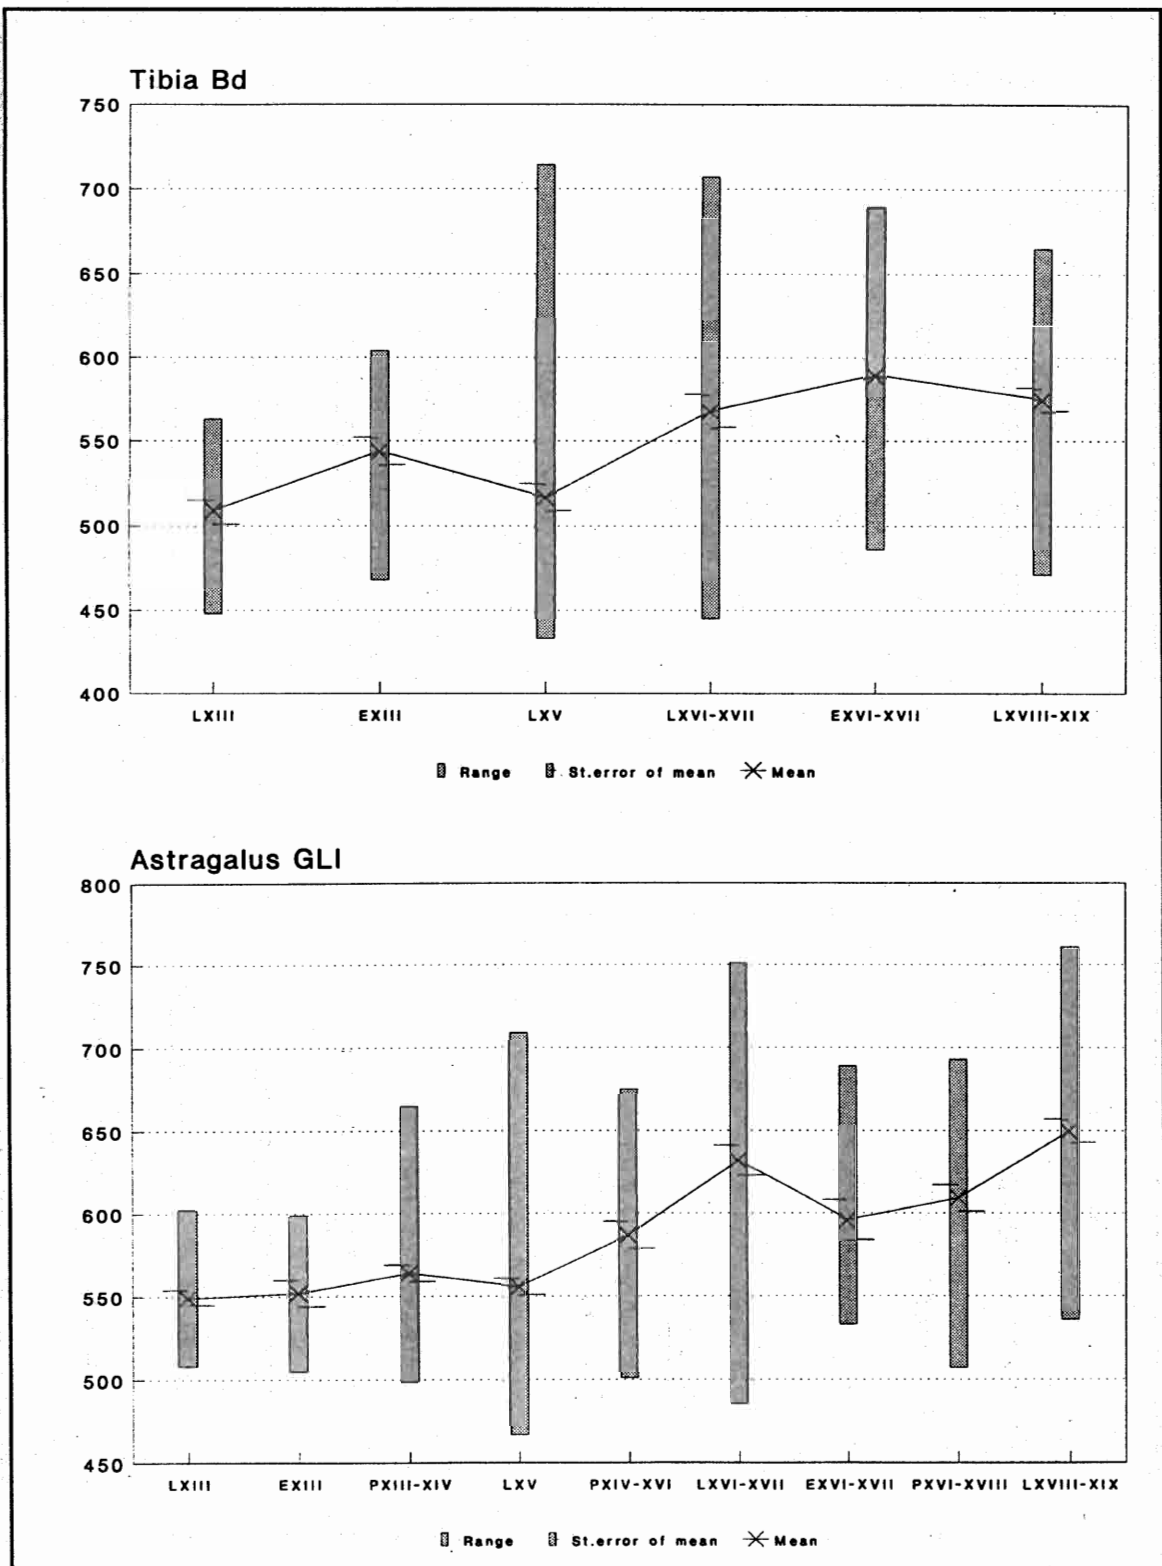 Tibia Bd
750
700
650
600
550
500
450
400
LXIII EXIII LXV LXVI-XVII EXVI-XVII LXVIII-XIX
Range St.error of mean Mean
Astragalus GLl
800
750
700
650
600
550
500
450
LXIII EXIII PXIII-XIV LXV PXIV-XVI LXVI-XVII EXVI-XVII PXVI-XVIII LXVIII-XIX
Range St.error of mean Mean